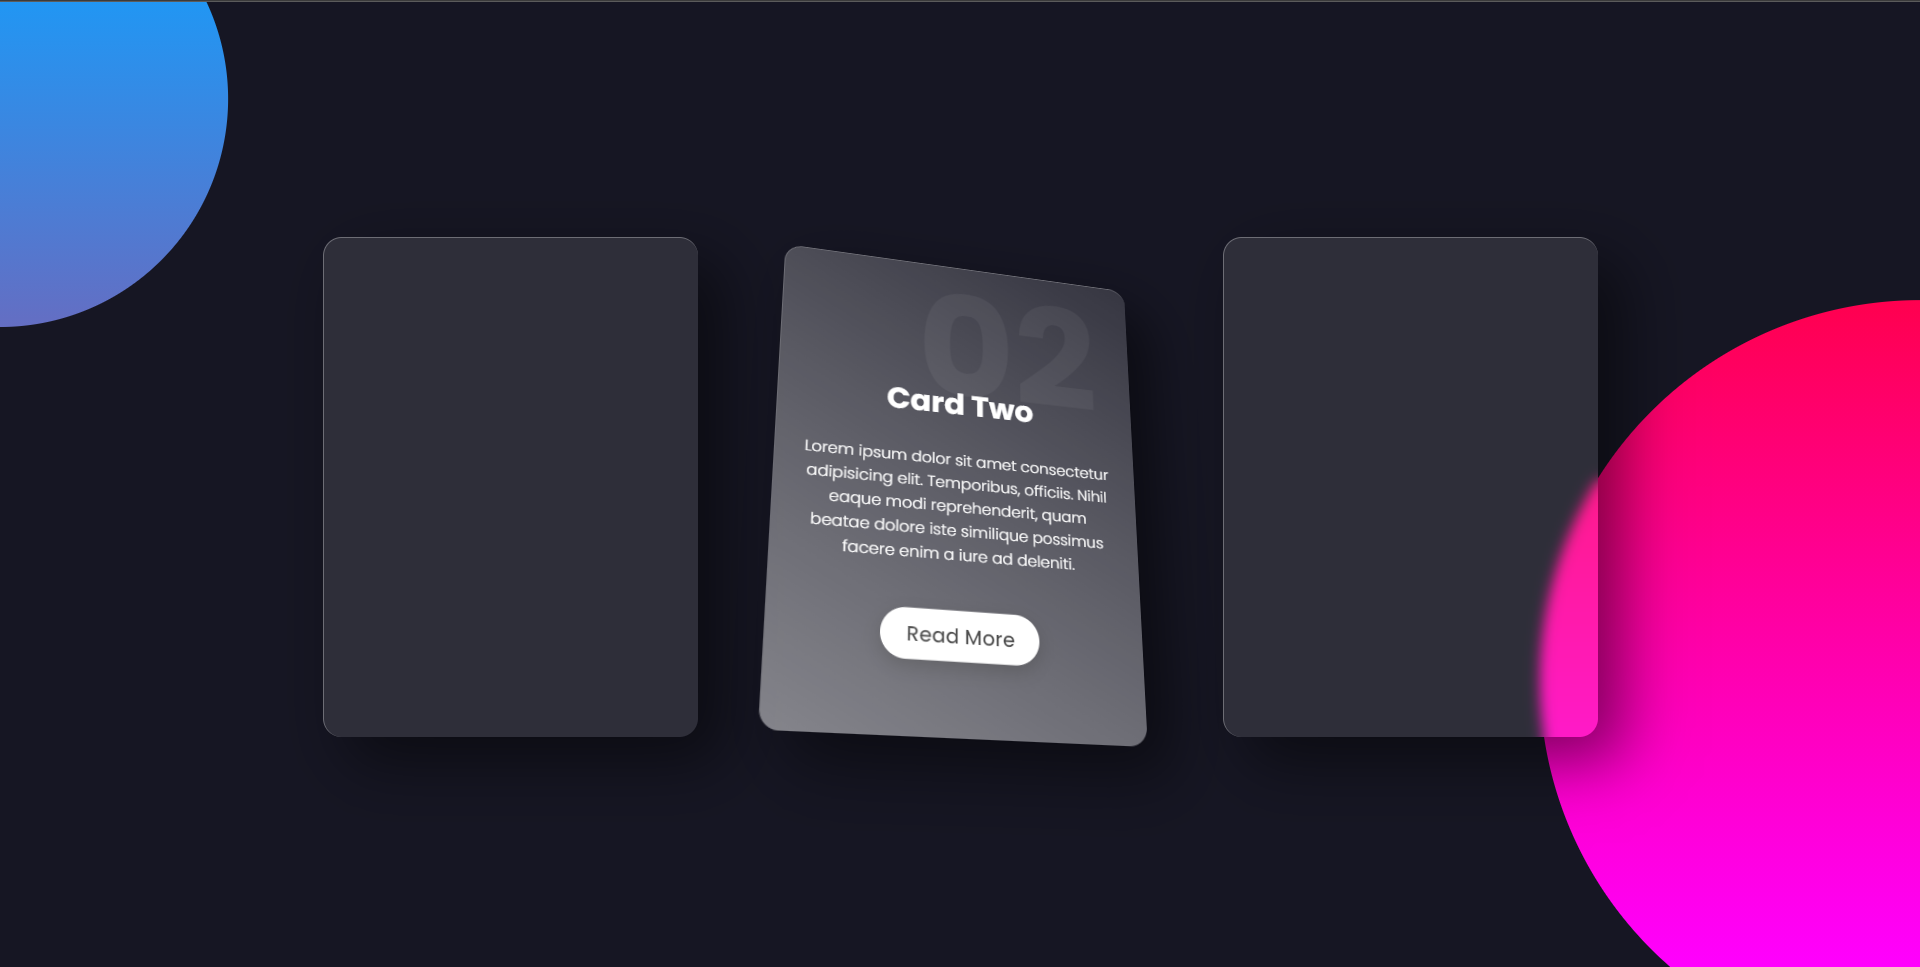 02
Card Two
Lorem ipsum dolor sit amet consectetur
adipisicing elit. Temporibus, officiis. Nihil
eaque modi reprehenderit, quam
beatae dolore iste similique possimus
facere enim a iure ad deleniti.
Read More